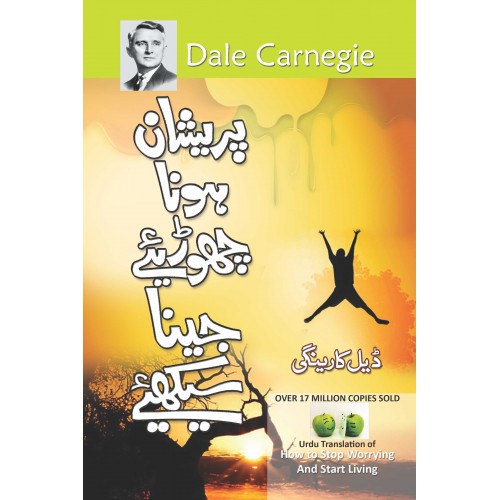 Dale Carnegie
پریشان
ہونا
چھوڑیئے
جینا
سیکھئیے
ڈیل کارنیگی
OVER 17 MILLION COPIES SOLD
Urdu Translation of
How to Stop Worrying
And Start Living